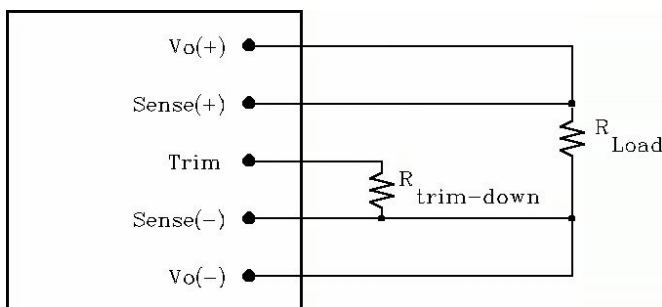 Vo(+)
Sense(+)
R Load
Trim
R trim-down
Sense(-)
Vo(-)